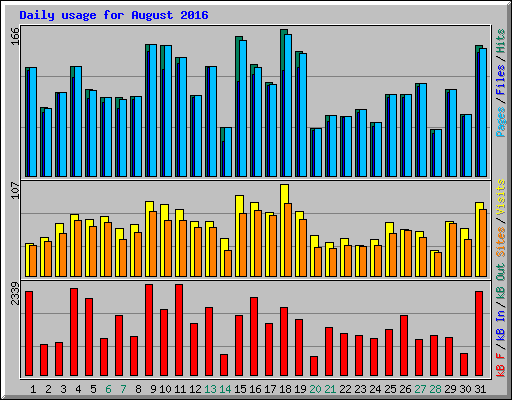 Daily usage for August 2016
166
Pages / Files / Hits
107
Sites / Visits
2339
kB F / kB In / kB Out
1 2 3 4 5 6 7 8 9 10 11 12 13 14 15 16 17 18 19 20 21 22 23 24 25 26 27 28 29 30 31